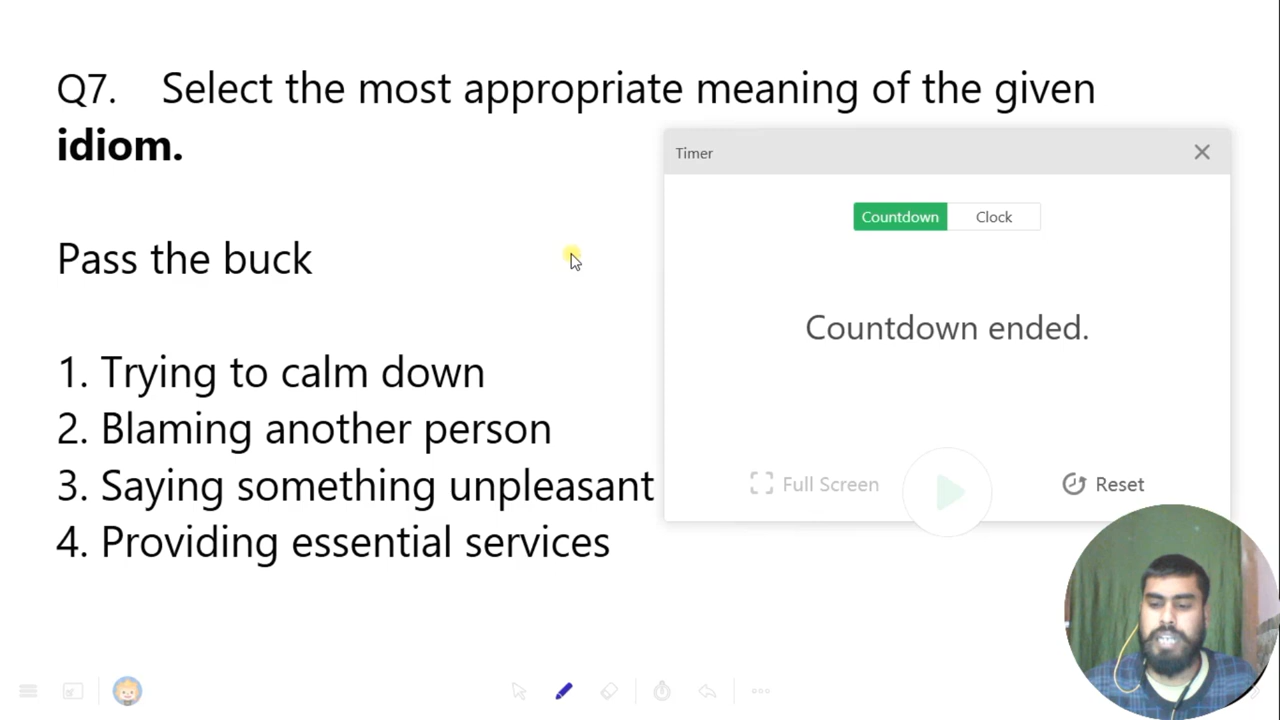 Q7. Select the most appropriate meaning of the given
idiom.
Timer
Countdown Clock
Pass the buck
Countdown ended.
1. Trying to calm down
2. Blaming another person
3. Saying something unpleasant
Full Screen Reset
4. Providing essential services